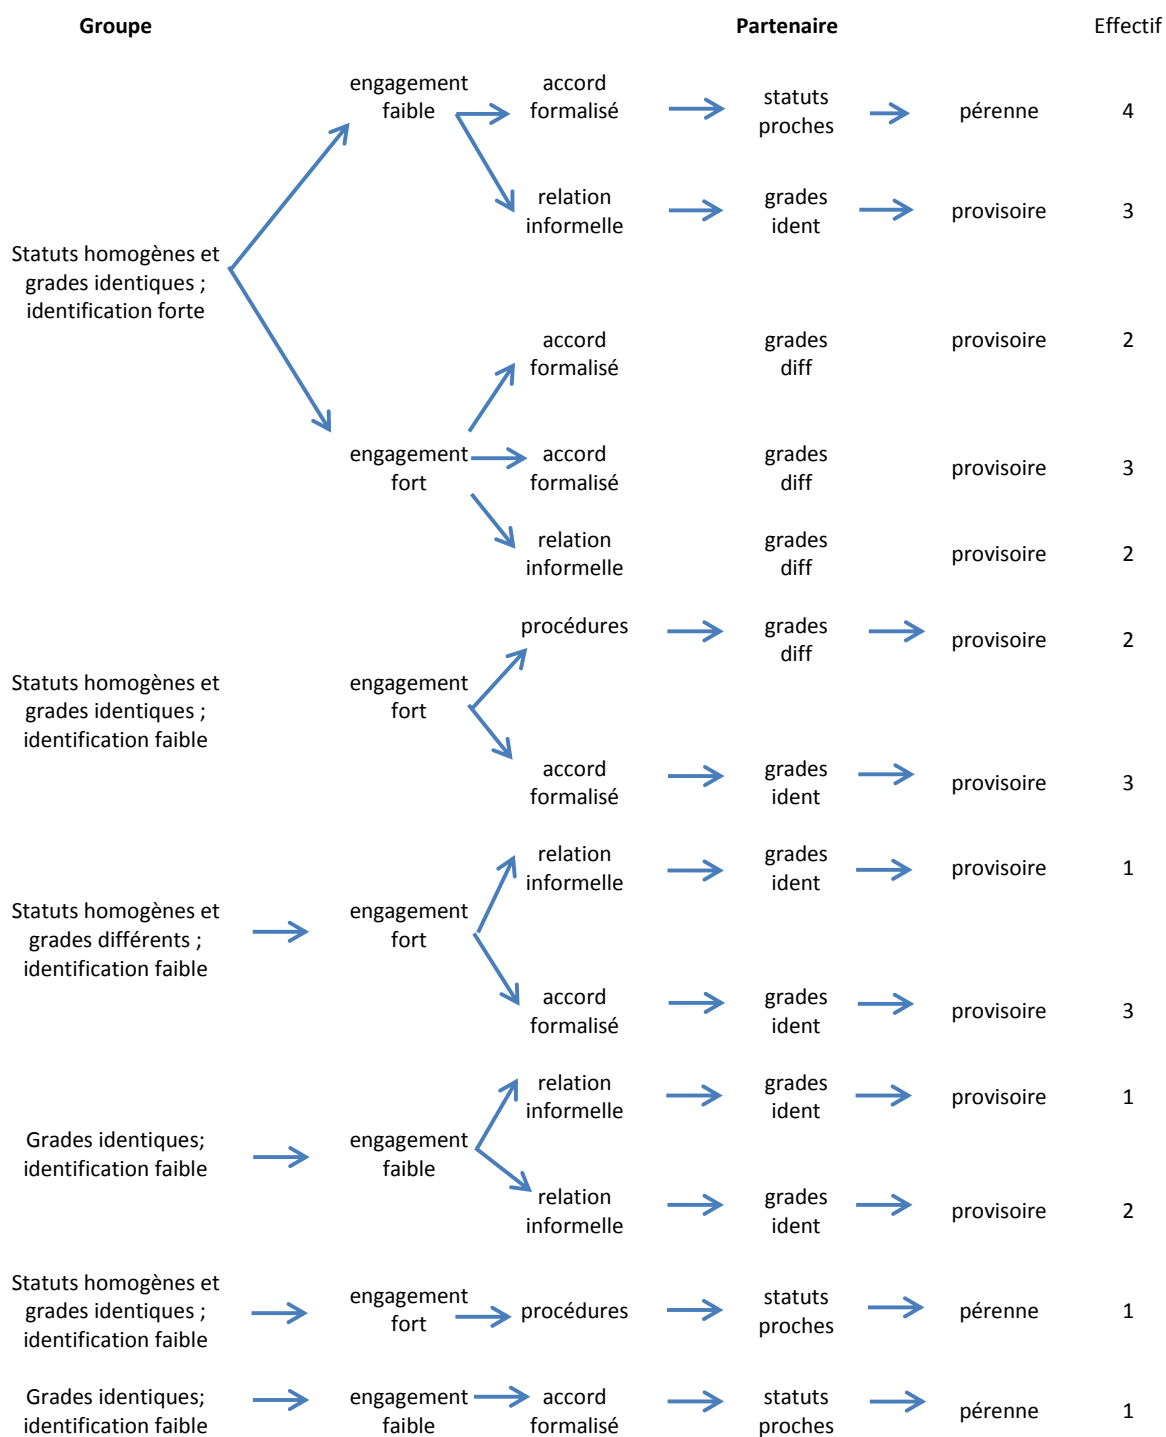 Groupe
Partenaire
Effectif
engagement
faible
accord
formalisé
statuts
proches
pérenne
4
relation
informelle
grades
ident
provisoire
3
Statuts homogènes et
grades identiques ;
identification forte
accord
formalisé
grades
diff
provisoire
2
engagement
fort
accord
formalisé
grades
diff
provisoire
3
relation
informelle
grades
diff
provisoire
2
Statuts homogènes et
grades identiques ;
identification faible
engagement
fort
procédures
grades
diff
provisoire
2
accord
formalisé
grades
ident
provisoire
3
Statuts homogènes et
grades différents ;
identification faible
engagement
fort
relation
informelle
grades
ident
provisoire
1
accord
formalisé
grades
ident
provisoire
3
Grades identiques;
identification faible
engagement
faible
relation
informelle
grades
ident
provisoire
1
relation
informelle
grades
ident
provisoire
2
Statuts homogènes et
grades identiques ;
identification faible
engagement
fort
procédures
statuts
proches
pérenne
1
Grades identiques;
identification faible
engagement
faible
accord
formalisé
statuts
proches
pérenne
1